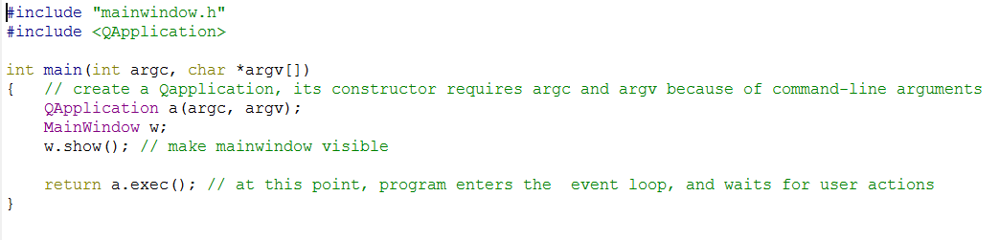 #include "mainwindow.h"
#include <QApplication>
int main(int argc, char *argv[])
{   // create a Qapplication, its constructor requires argc and argv because of command-line arguments
    QApplication a(argc, argv);
    MainWindow w;
    w.show(); // make mainwindow visible
    return a.exec(); // at this point, program enters the  event loop, and waits for user actions
}